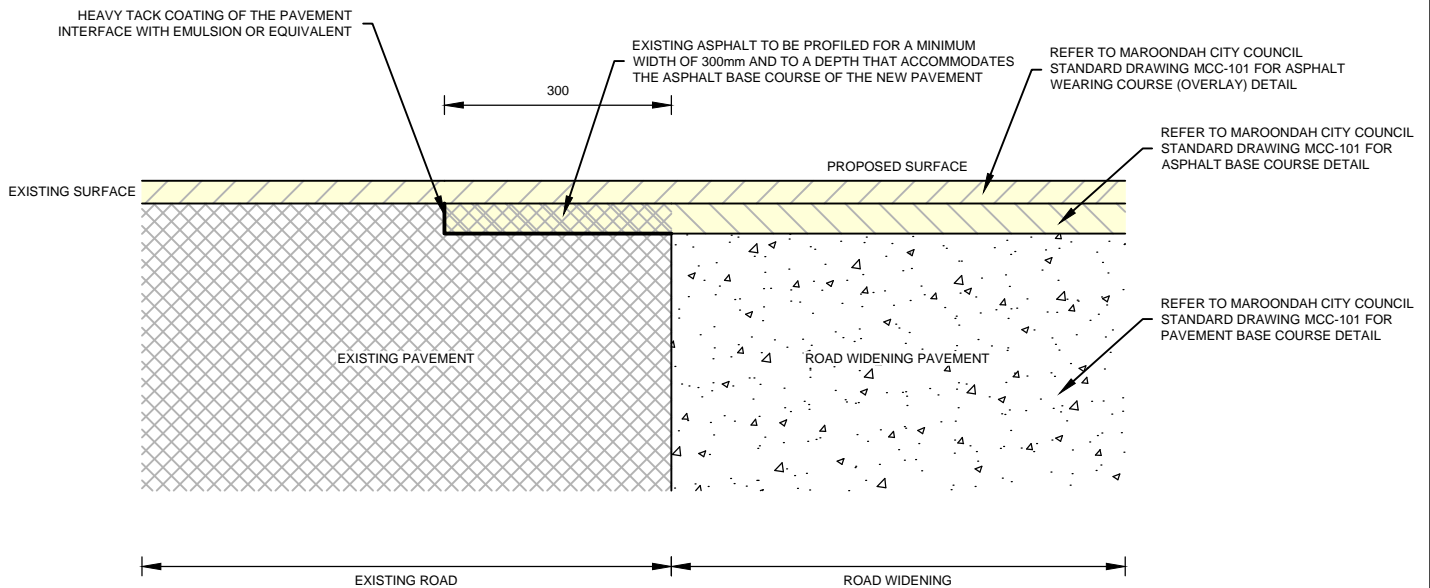 HEAVY TACK COATING OF THE PAVEMENT
INTERFACE WITH EMULSION OR EQUIVALENT
EXISTING ASPHALT TO BE PROFILED FOR A MINIMUM
WIDTH OF 300mm AND TO A DEPTH THAT ACCOMMODATES
THE ASPHALT BASE COURSE OF THE NEW PAVEMENT
REFER TO MAROONDAH CITY COUNCIL
STANDARD DRAWING MCC-101 FOR ASPHALT
WEARING COURSE (OVERLAY) DETAIL
300
REFER TO MAROONDAH CITY COUNCIL
STANDARD DRAWING MCC-101 FOR
ASPHALT BASE COURSE DETAIL
PROPOSED SURFACE
EXISTING SURFACE
REFER TO MAROONDAH CITY COUNCIL
STANDARD DRAWING MCC-101 FOR
PAVEMENT BASE COURSE DETAIL
EXISTING PAVEMENT
ROAD WIDENING PAVEMENT
EXISTING ROAD
ROAD WIDENING